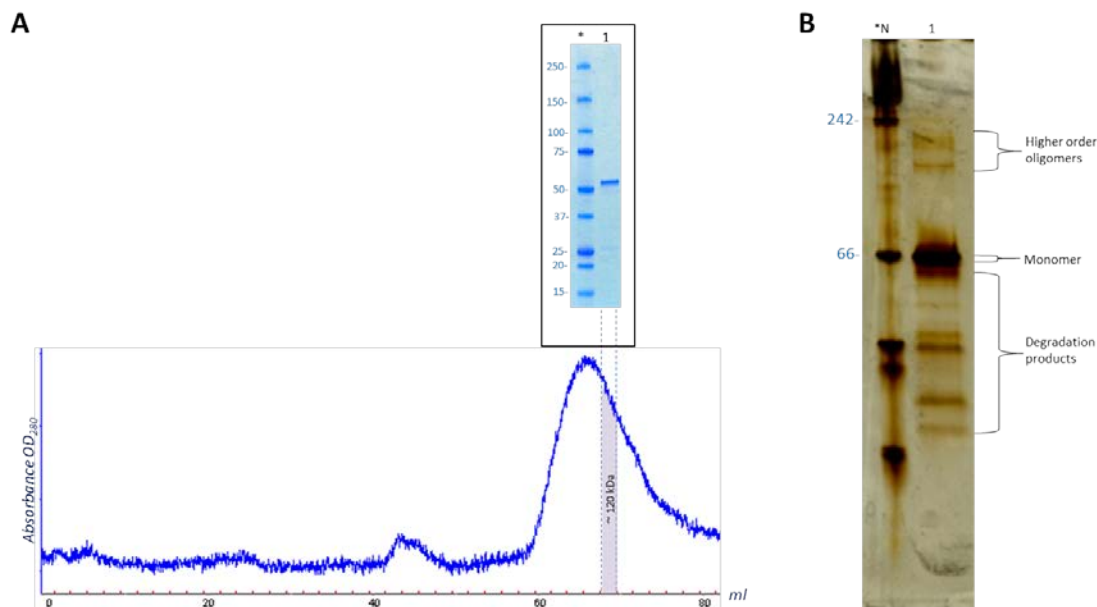 A
* 1
250-
150-
100-
75-
50-
37-
25-
20-
15-
Absorbance OD280
~ 120 kDa
0 20 40 60 80 ml
B
*N 1
242-
66-
Higher order
oligomers
Monomer
Degradation
products